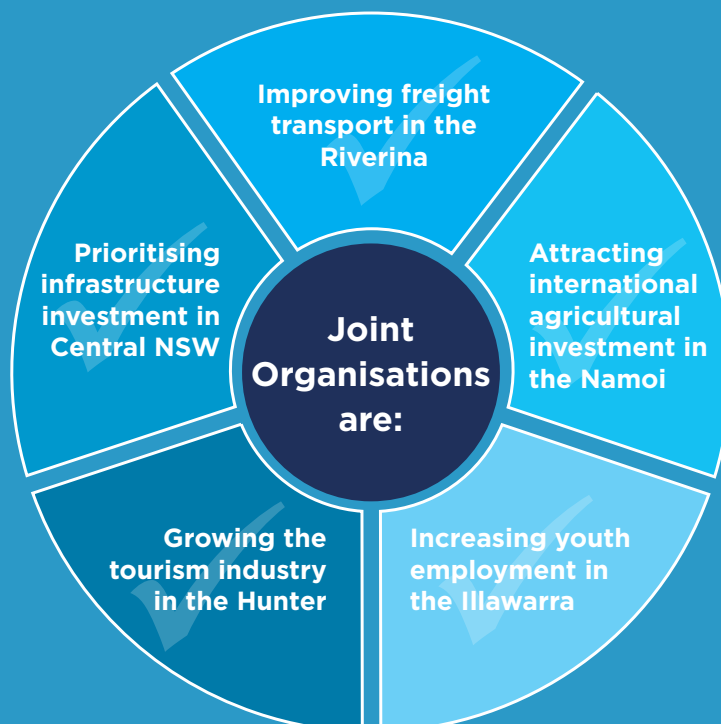 Improving freight
transport in the
Riverina
Attracting
international
agricultural
investment in
the Namoi
Increasing youth
employment in
the Illawarra
Growing the
tourism industry
in the Hunter
Prioritising
infrastructure
investment in
Central NSW
Joint
Organisations
are: